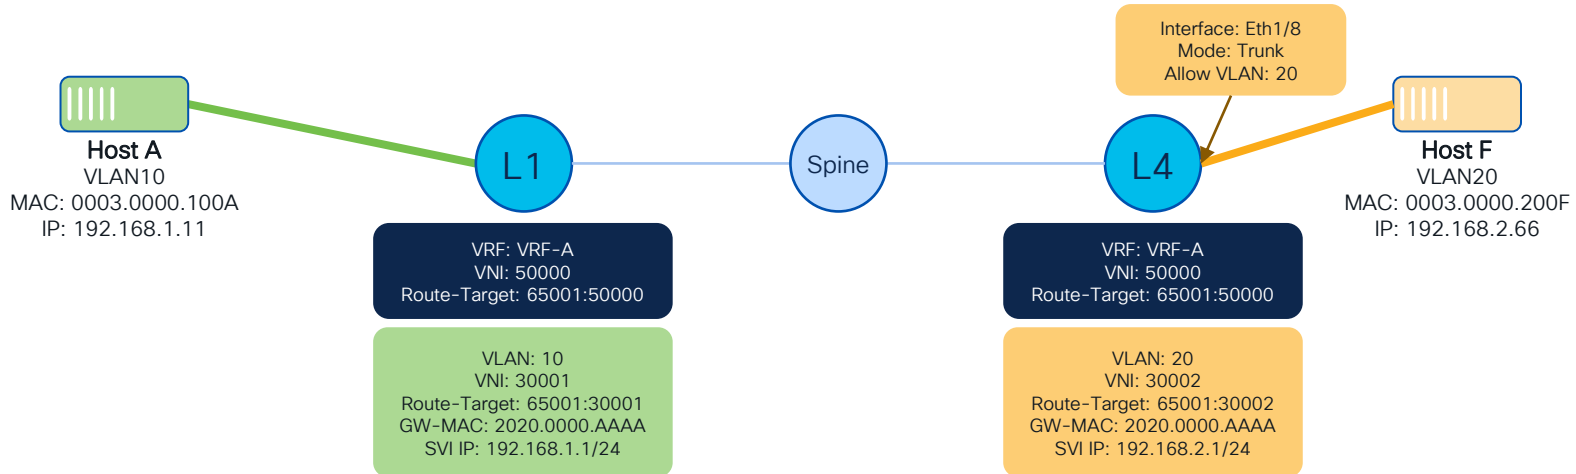 Interface: Eth1/8
Mode: Trunk
Allow VLAN: 20
Host A
VLAN10
MAC: 0003.0000.100A
IP: 192.168.1.11
L1
Spine
L4
Host F
VLAN20
MAC: 0003.0000.200F
IP: 192.168.2.66
VRF: VRF-A
VNI: 50000
Route-Target: 65001:50000
VRF: VRF-A
VNI: 50000
Route-Target: 65001:50000
VLAN: 10
VNI: 30001
Route-Target: 65001:30001
GW-MAC: 2020.0000.AAAA
SVI IP: 192.168.1.1/24
VLAN: 20
VNI: 30002
Route-Target: 65001:30002
GW-MAC: 2020.0000.AAAA
SVI IP: 192.168.2.1/24